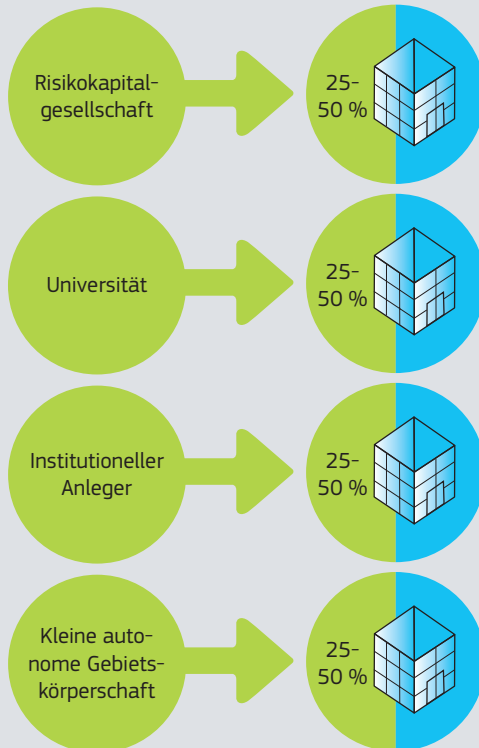 Risikokapital-
gesellschaft
25-
50 %
Universität
25-
50 %
Institutioneller
Anleger
25-
50 %
Kleine auto-
nome Gebiets-
körperschaft
25-
50 %